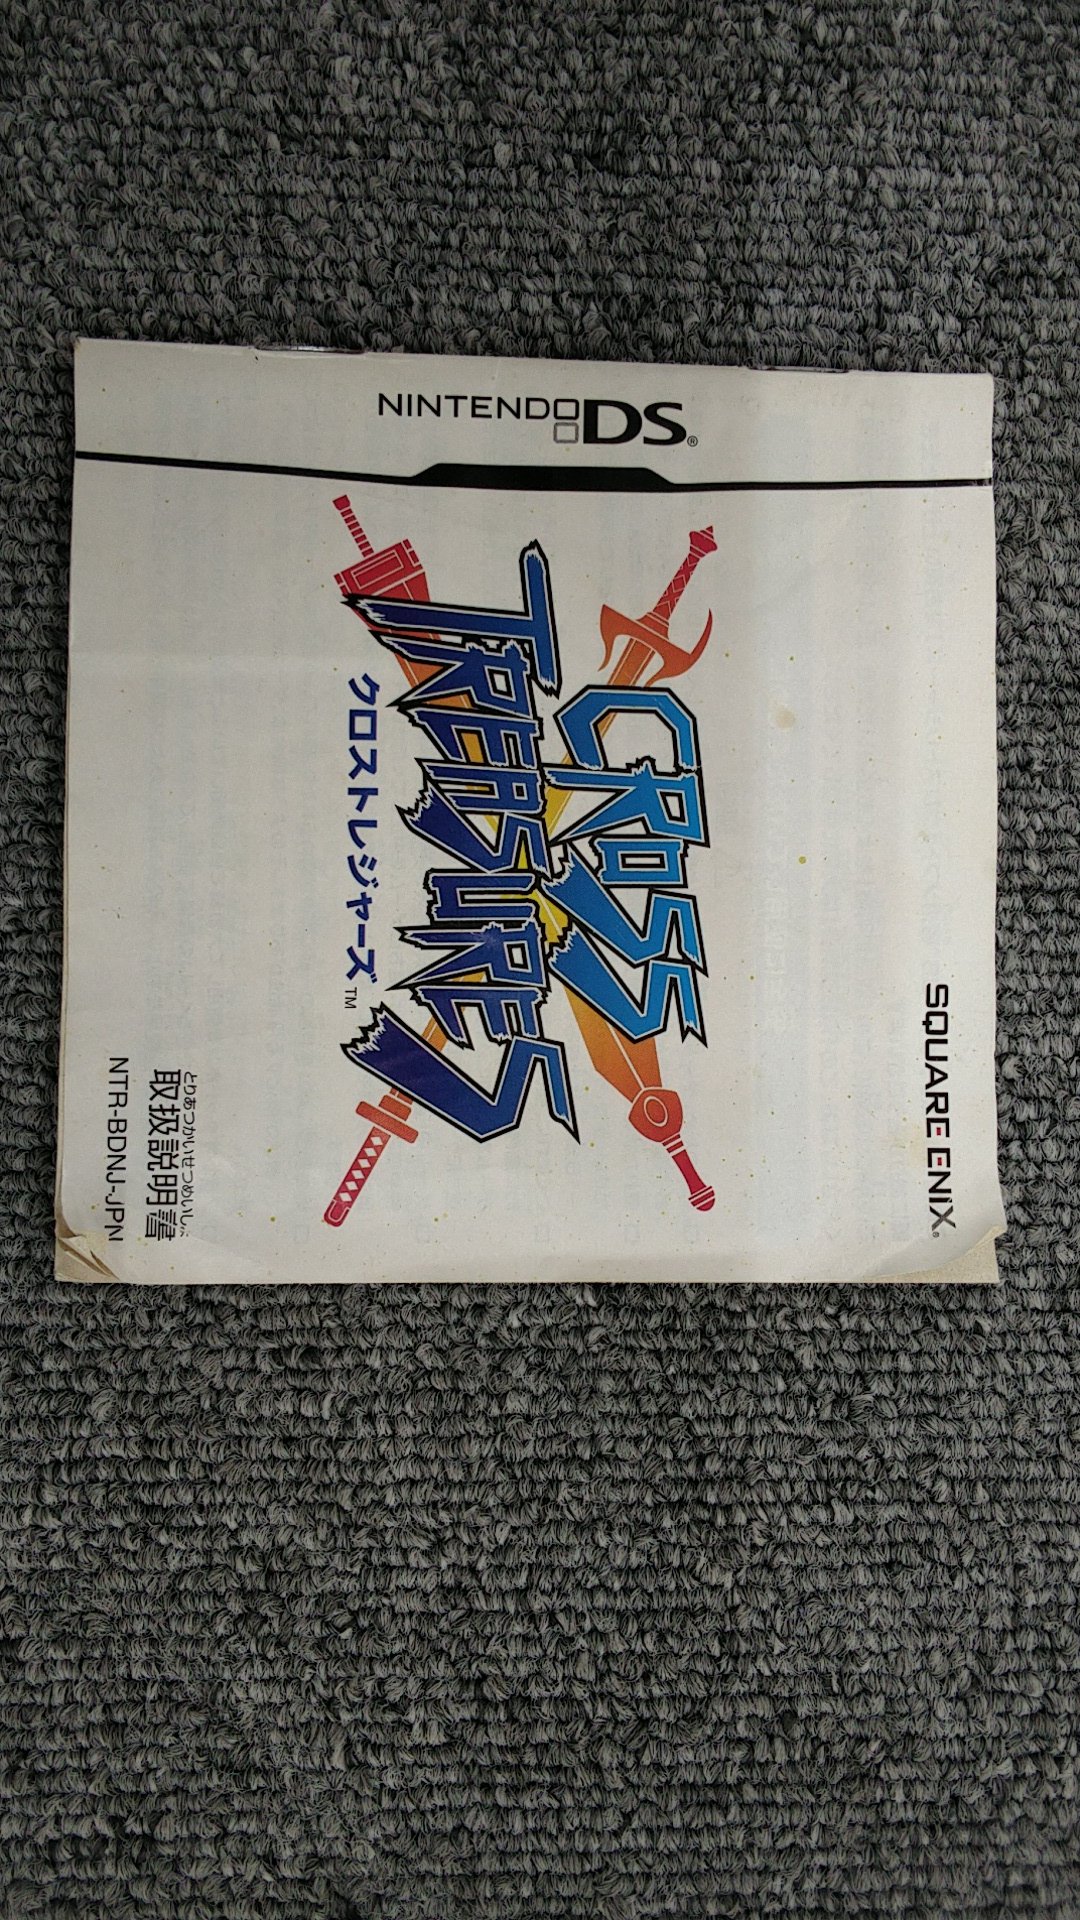 NINTENDO DS®
SQUARE ENIX®
CROSS
TREASURES
クロストレジャーズ™
とりあつかいせつめいしょ
取扱説明書
NTR-BDNJ-JPN